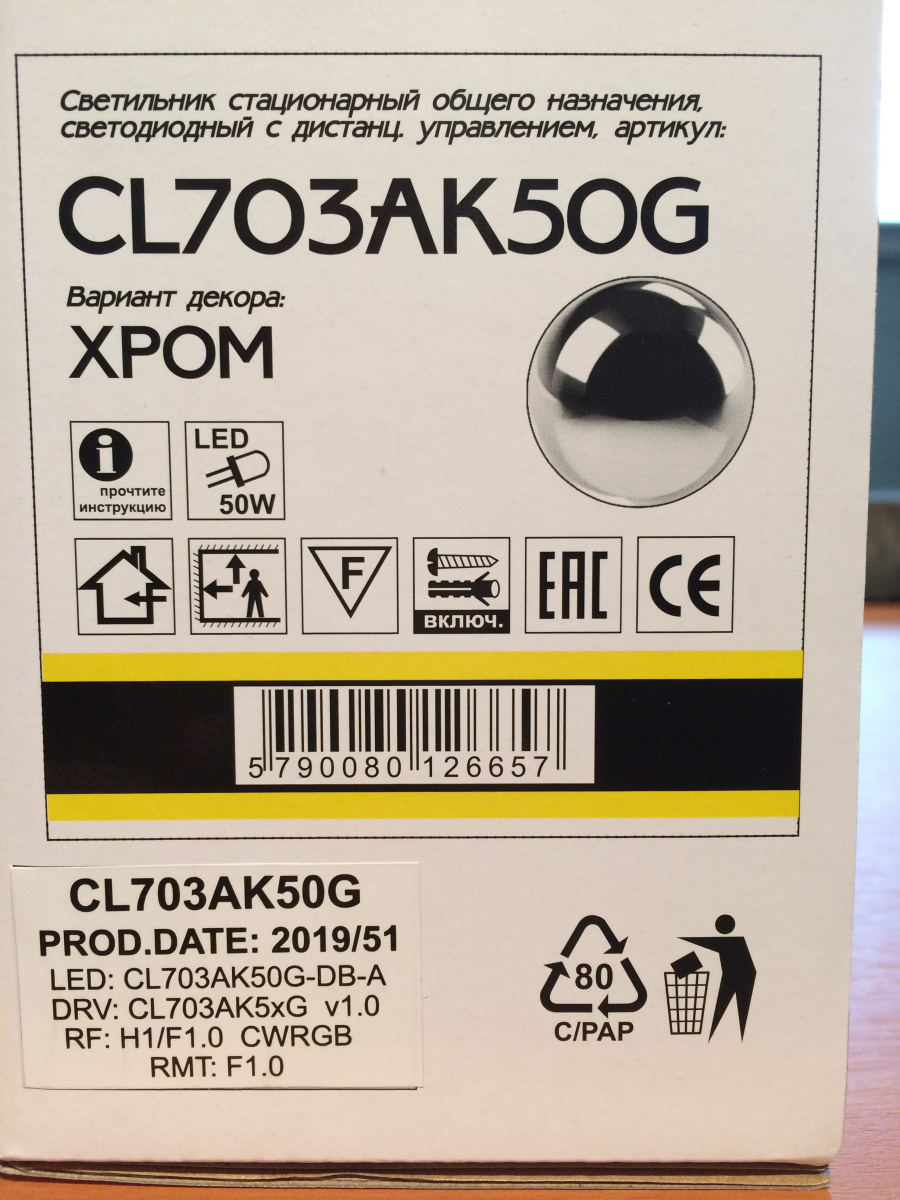 Светильник стационарный общего назначения,
светодиодный с дистанц. управлением, артикул:
CL703AK50G
Вариант декора:
ХРОМ
i
прочтите
инструкцию
LED
50W
F
ВКЛЮЧ.
EAC
CE
5 790080 126657
CL703AK50G
PROD.DATE: 2019/51
LED: CL703AK50G-DB-A
DRV: CL703AK5xG v1.0
RF: H1/F1.0 CWRGB
RMT: F1.0
80
C/PAP